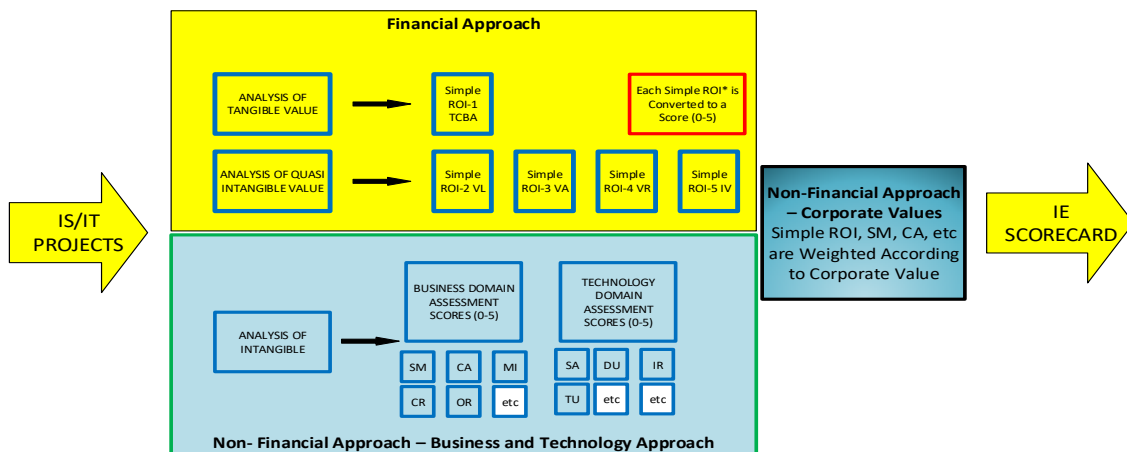 Financial Approach
ANALYSIS OF
TANGIBLE VALUE
Simple
ROI-1
TCBA
Each Simple ROI* is
Converted to a
Score (0-5)
ANALYSIS OF QUASI
INTANGIBLE VALUE
Simple
ROI-2 VL
Simple
ROI-3 VA
Simple
ROI-4 VR
Simple
ROI-5 IV
IS/IT
PROJECTS
Non-Financial Approach
– Corporate Values
Simple ROI, SM, CA, etc
are Weighted According
to Corporate Value
IE
SCORECARD
ANALYSIS OF
INTANGIBLE
BUSINESS DOMAIN
ASSESSMENT
SCORES (0-5)
TECHNOLOGY
DOMAIN
ASSESSMENT
SCORES (0-5)
SM
CA
MI
CR
OR
etc
SA
DU
IR
TU
etc
etc
Non- Financial Approach – Business and Technology Approach